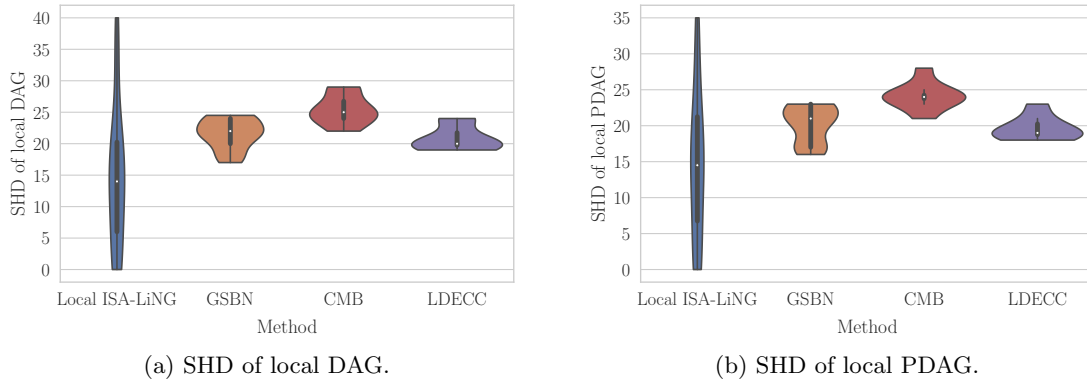 40
35
30
25
20
15
10
5
0
SHD of local DAG
Local ISA-LiNG GSBN CMB LDECC
Method
(a) SHD of local DAG.
35
30
25
20
15
10
5
0
SHD of local PDAG
Local ISA-LiNG GSBN CMB LDECC
Method
(b) SHD of local PDAG.